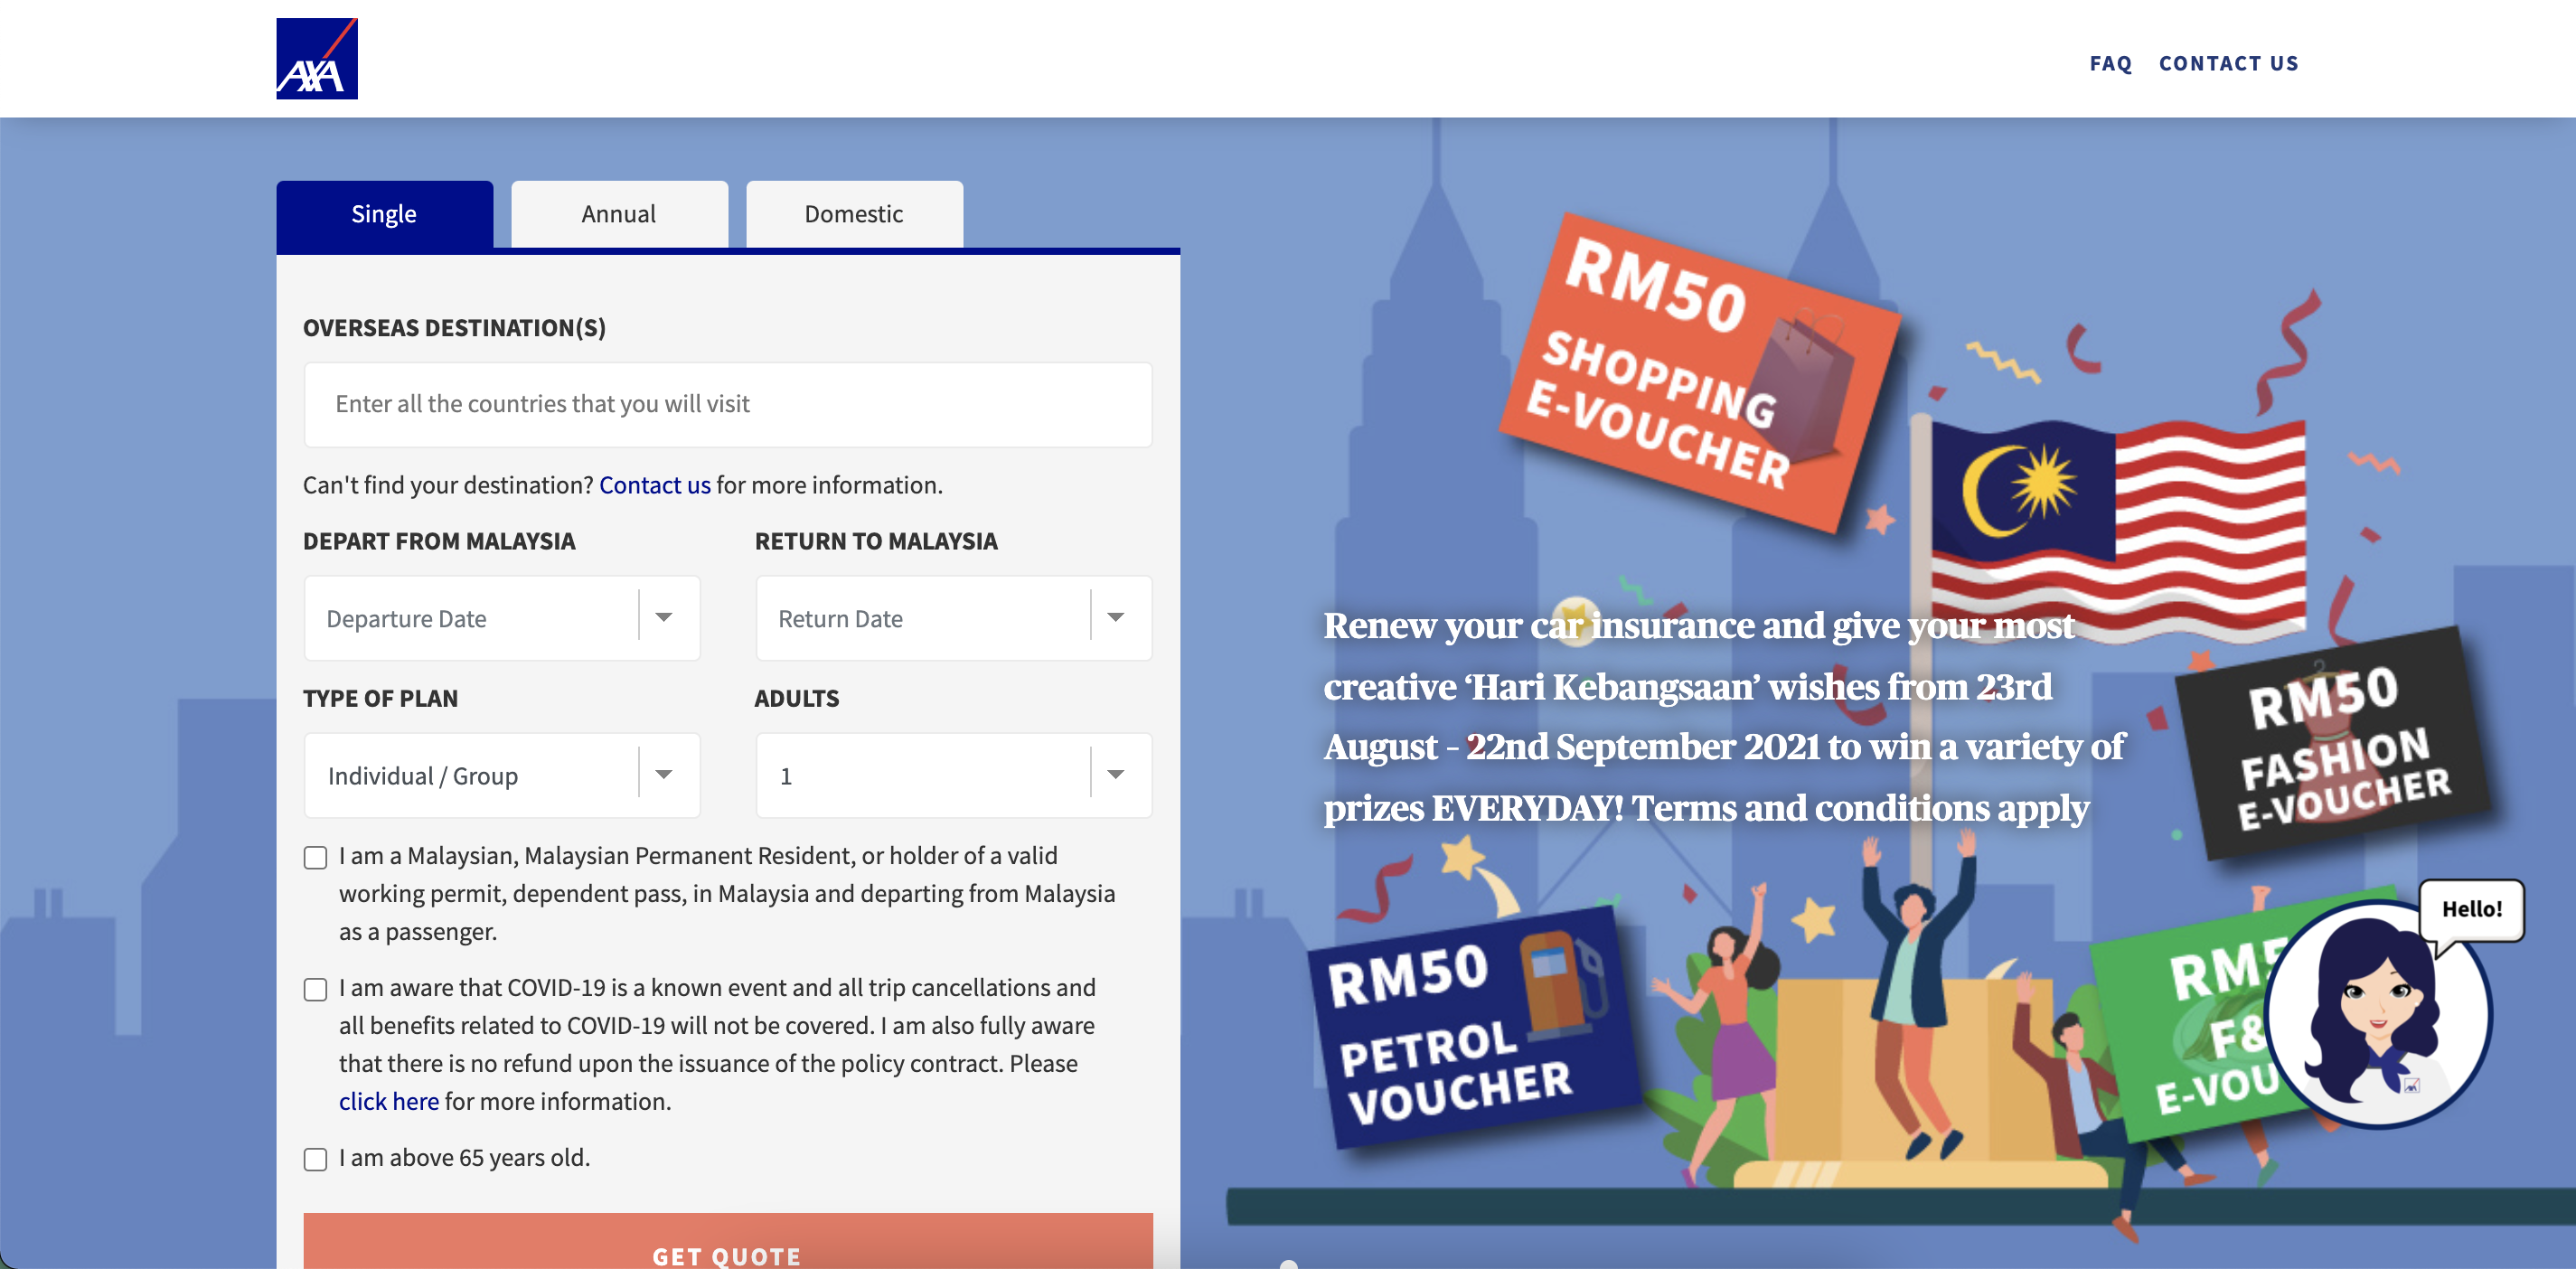 AXA
FAQ CONTACT US
Single Annual Domestic
OVERSEAS DESTINATION(S)
Enter all the countries that you will visit
Can't find your destination? Contact us for more information.
DEPART FROM MALAYSIA RETURN TO MALAYSIA
Departure Date Return Date
TYPE OF PLAN ADULTS
Individual / Group 1
I am a Malaysian, Malaysian Permanent Resident, or holder of a valid
working permit, dependent pass, in Malaysia and departing from Malaysia
as a passenger.
I am aware that COVID-19 is a known event and all trip cancellations and
all benefits related to COVID-19 will not be covered. I am also fully aware
that there is no refund upon the issuance of the policy contract. Please
click here for more information.
I am above 65 years old.
GET QUOTE
RM50
SHOPPING
E-VOUCHER
Renew your car insurance and give your most
creative ‘Hari Kebangsaan’ wishes from 23rd
August - 22nd September 2021 to win a variety of
prizes EVERYDAY! Terms and conditions apply
RM50
FASHION
E-VOUCHER
RM50
PETROL
VOUCHER
RM5
F&
E-VOU
Hello!